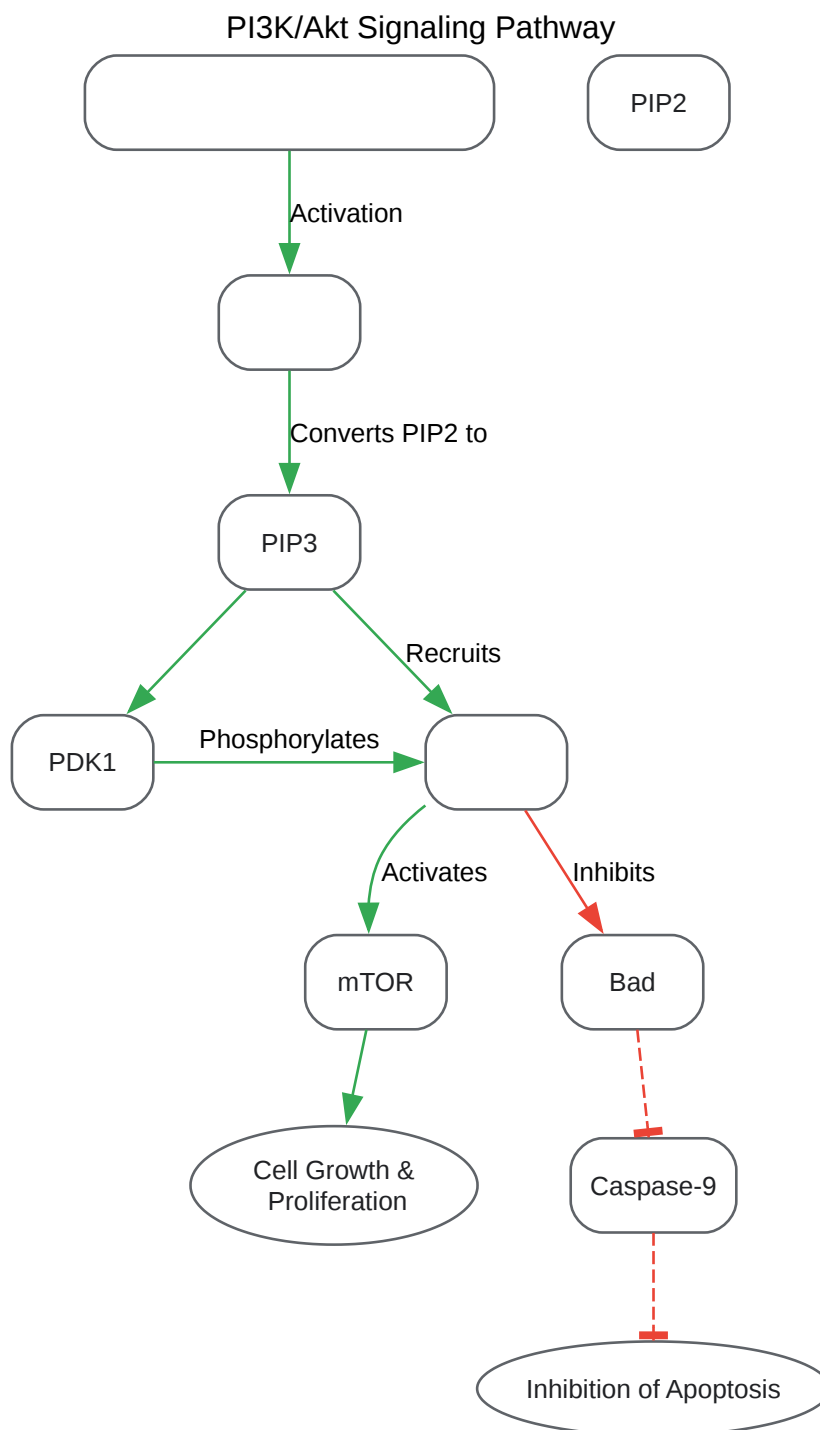 PI3K/Akt Signaling Pathway
PIP2
Activation
Converts PIP2 to
PIP3
Recruits
PDK1
Phosphorylates
Activates
Inhibits
mTOR
Bad
Cell Growth &
Proliferation
Caspase-9
Inhibition of Apoptosis